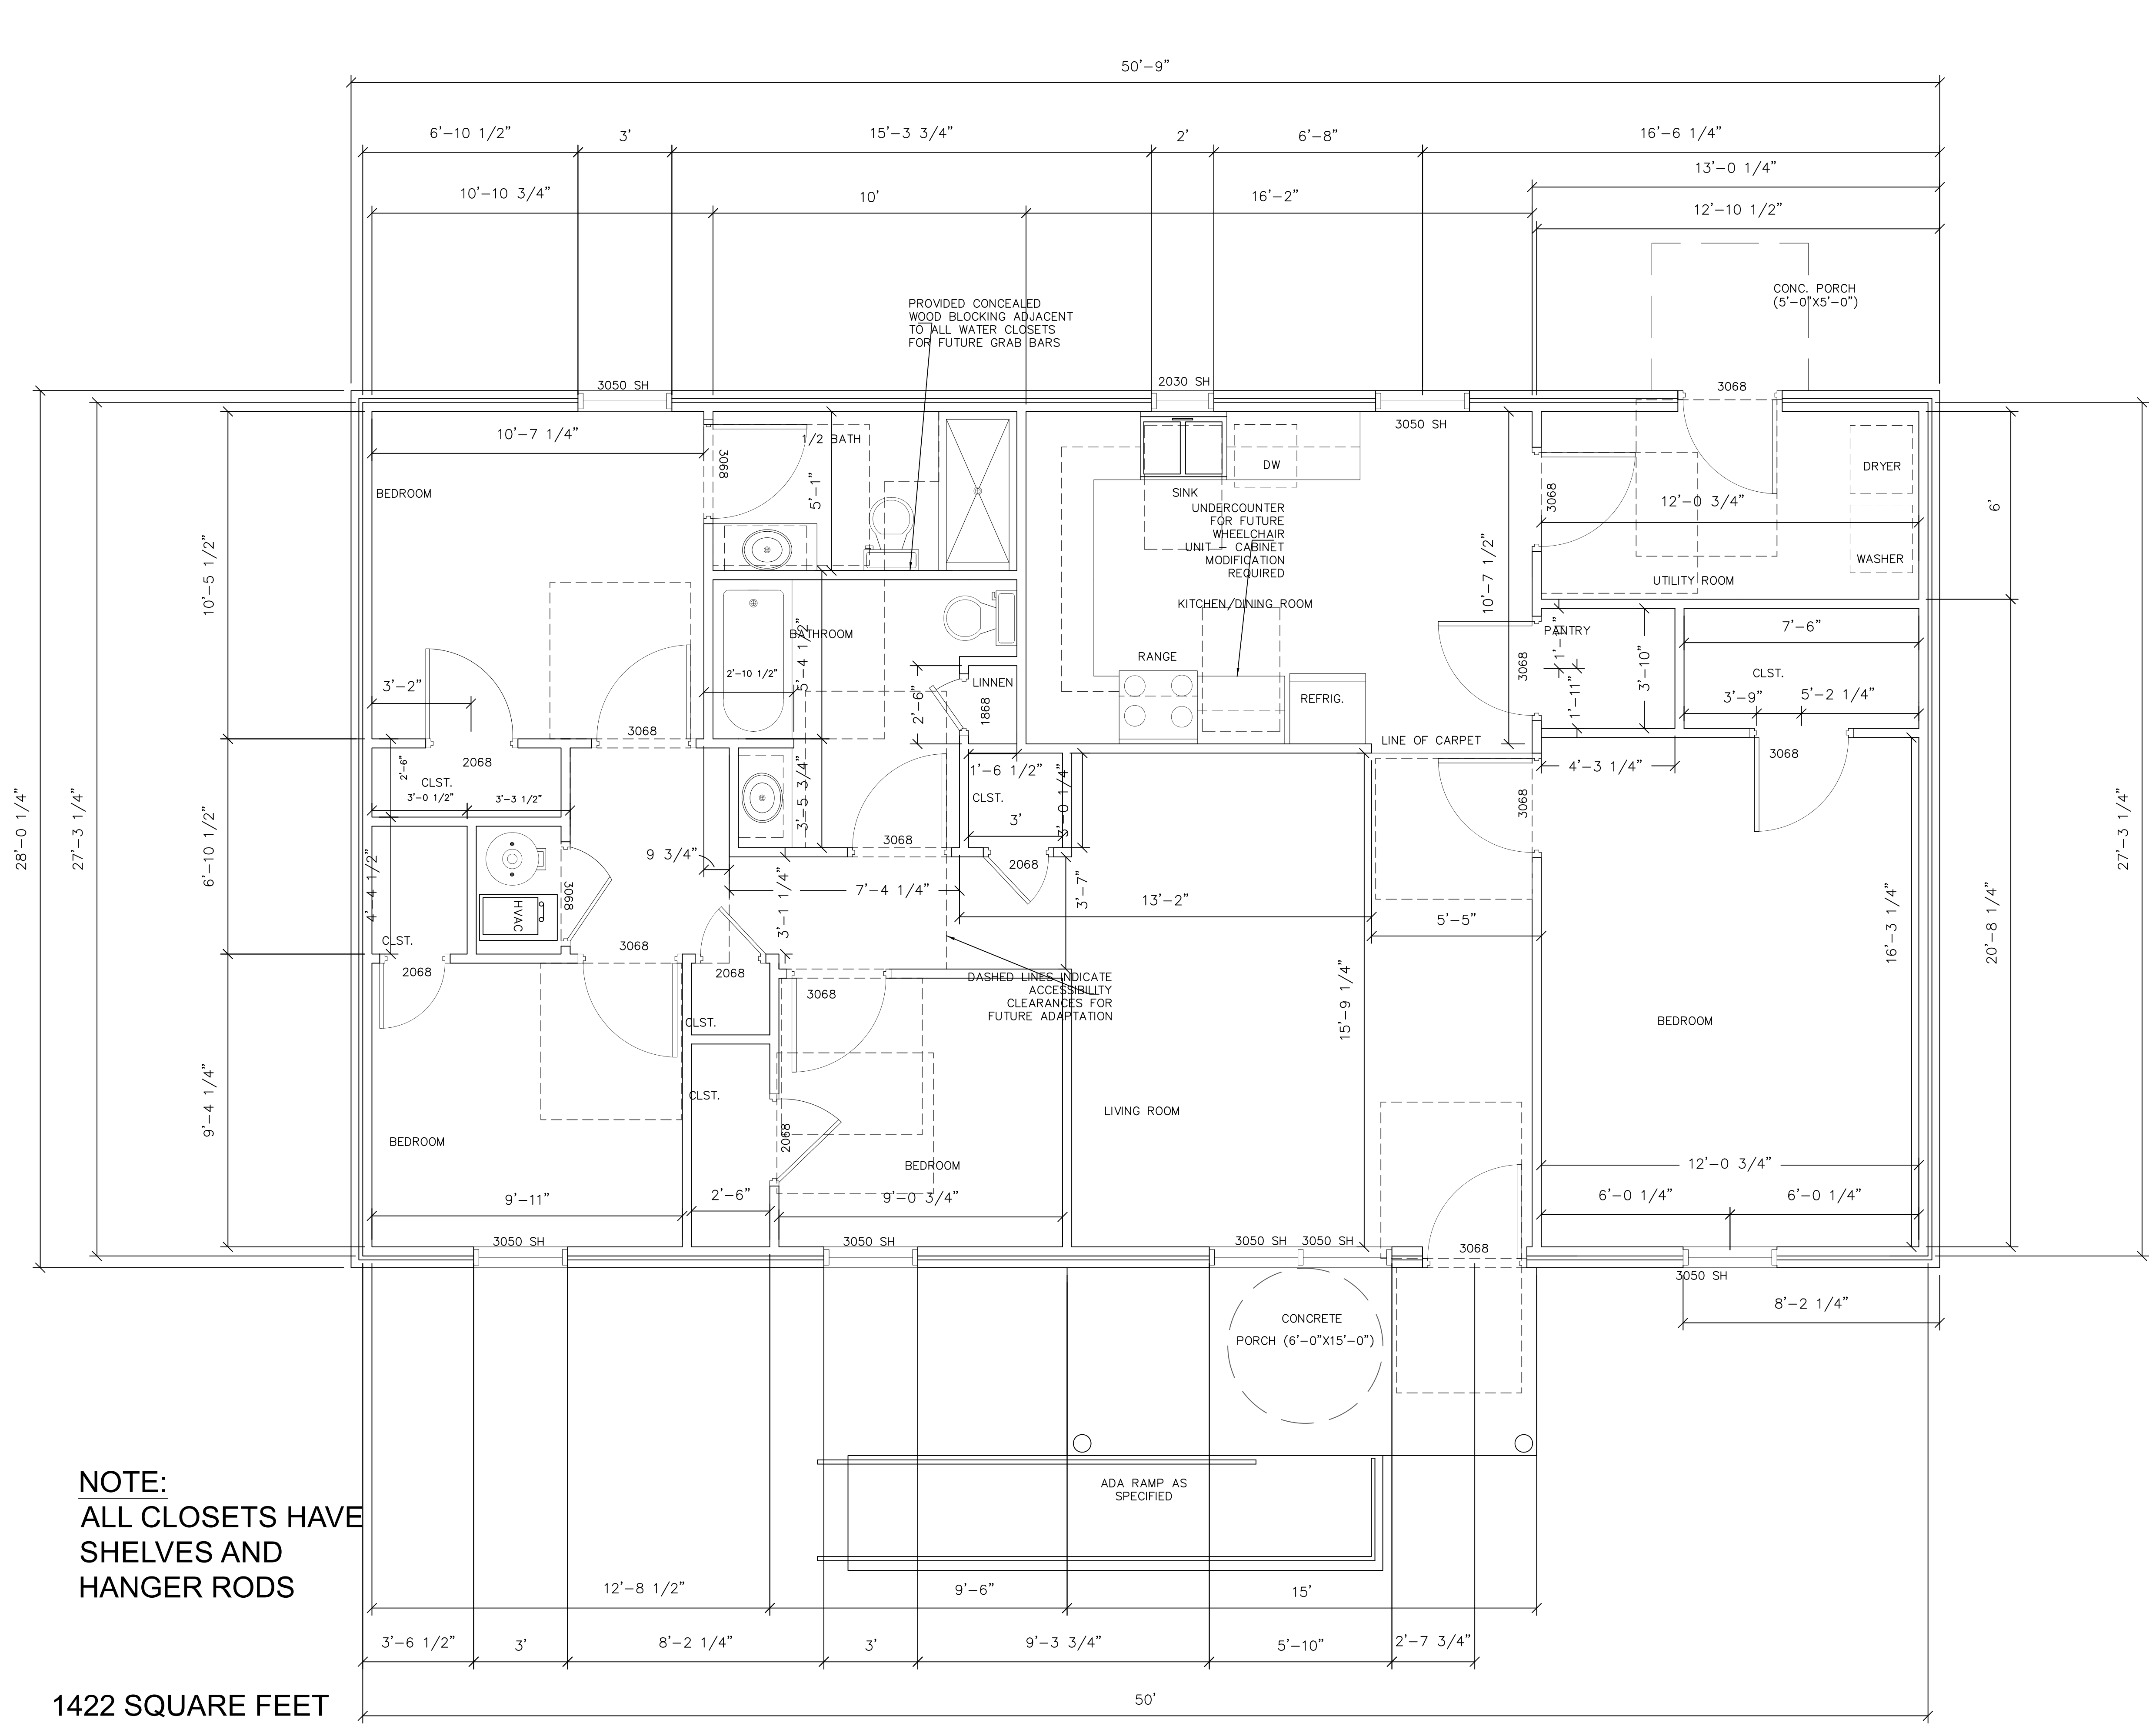 50'-9"
6'-10 1/2"
3'
15'-3 3/4"
2'
6'-8"
16'-6 1/4"
13'-0 1/4"
10'-10 3/4"
10'
16'-2"
12'-10 1/2"
CONC. PORCH
(5'-0"X5'-0")
PROVIDED CONCEALED
WOOD BLOCKING ADJACENT
TO ALL WATER CLOSETS
FOR FUTURE GRAB BARS
3050 SH
2030 SH
3068
3050 SH
10'-7 1/4"
1/2 BATH
3068
5'-1"
BEDROOM
DW
SINK
UNDERCOUNTER
FOR FUTURE
WHEELCHAIR
UNIT - CABINET
MODIFICATION
REQUIRED
3068
12'-0 3/4"
DRYER
WASHER
6'
UTILITY ROOM
10'-5 1/2"
10'-7 1/2"
KITCHEN/DINING ROOM
PANTRY
1'-11"
7'-6"
BATHROOM
5'-4 1/2"
2'-10 1/2"
2'-6"
LINNEN
1868
RANGE
REFRIG.
3068
1'-11"
3'-10"
CLST.
3'-9"
5'-2 1/4"
3'-2"
3068
2068
2'-6"
CLST.
3'-0 1/2"
3'-3 1/2"
3'-5 3/4"
1'-6 1/2"
CLST.
3'
3'-0 1/4"
LINE OF CARPET
3068
4'-3 1/4"
3068
28'-0 1/4"
27'-3 1/4"
6'-10 1/2"
4'-4 1/2"
HVAC
3068
9 3/4"
3068
2068
7'-4 1/4"
3'-1 1/4"
3'-7"
13'-2"
5'-5"
16'-3 1/4"
20'-8 1/4"
27'-3 1/4"
CLST.
2068
3068
2068
3068
DASHED LINES INDICATE
ACCESSIBILITY
CLEARANCES FOR
FUTURE ADAPTATION
15'-9 1/4"
CLST.
BEDROOM
9'-4 1/4"
CLST.
2068
LIVING ROOM
BEDROOM
BEDROOM
9'-11"
2'-6"
9'-0 3/4"
12'-0 3/4"
6'-0 1/4"
6'-0 1/4"
3050 SH
3050 SH
3050 SH
3050 SH
3068
3050 SH
8'-2 1/4"
CONCRETE
PORCH (6'-0"X15'-0")
ADA RAMP AS
SPECIFIED
NOTE:
ALL CLOSETS HAVE
SHELVES AND
HANGER RODS
12'-8 1/2"
9'-6"
15'
3'-6 1/2"
3'
8'-2 1/4"
3'
9'-3 3/4"
5'-10"
2'-7 3/4"
1422 SQUARE FEET
50'